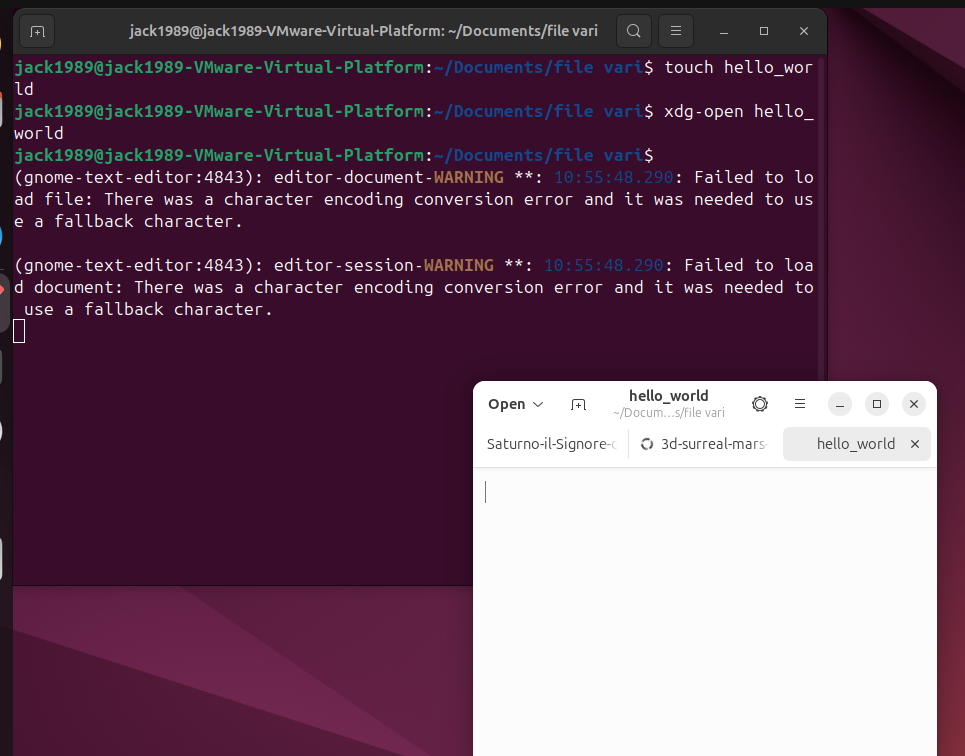 jack1989@jack1989-VMware-Virtual-Platform: ~/Documents/file vari
jack1989@jack1989-VMware-Virtual-Platform:~/Documents/file vari$ touch hello_wor
ld
jack1989@jack1989-VMware-Virtual-Platform:~/Documents/file vari$ xdg-open hello_
world
jack1989@jack1989-VMware-Virtual-Platform:~/Documents/file vari$
(gnome-text-editor:4843): editor-document-WARNING **: 10:55:48.290: Failed to lo
ad file: There was a character encoding conversion error and it was needed to us
e a fallback character.
(gnome-text-editor:4843): editor-session-WARNING **: 10:55:48.290: Failed to loa
d document: There was a character encoding conversion error and it was needed to
 use a fallback character.
Open
hello_world
~/Docum...s/file vari
Saturno-il-Signore-
3d-surreal-mars-
hello_world